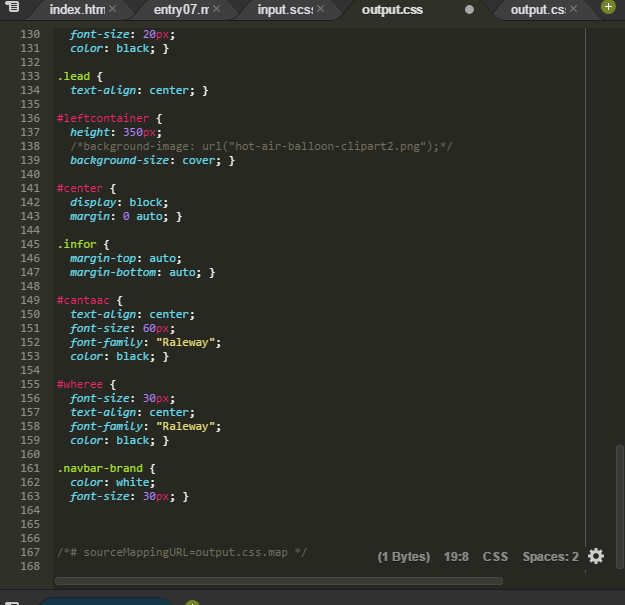 index.htm × entry07.m × input.scss × output.css output.cs × +
130 font-size: 20px;
131 color: black; }
132
133 .lead {
134 text-align: center; }
135
136 #leftcontainer {
137 height: 350px;
138 /*background-image: url("hot-air-balloon-clipart2.png");*/
139 background-size: cover; }
140
141 #center {
142 display: block;
143 margin: 0 auto; }
144
145 .infor {
146 margin-top: auto;
147 margin-bottom: auto; }
148
149 #cantaac {
150 text-align: center;
151 font-size: 60px;
152 font-family: "Raleway";
153 color: black; }
154
155 #wheree {
156 font-size: 30px;
157 text-align: center;
158 font-family: "Raleway";
159 color: black; }
160
161 .navbar-brand {
162 color: white;
163 font-size: 30px; }
164
165
166
167 /*# sourceMappingURL=output.css.map */
168
(1 Bytes) 19:8 CSS Spaces: 2